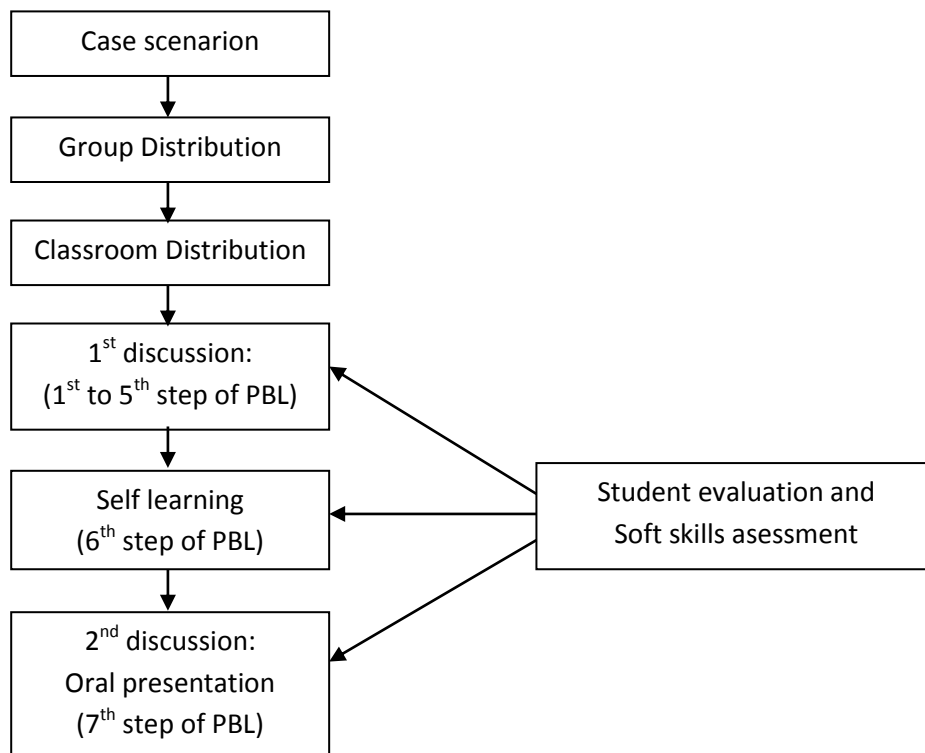 Case scenarion
Group Distribution
Classroom Distribution
1st discussion:
(1st to 5th step of PBL)
Self learning
(6th step of PBL)
2nd discussion:
Oral presentation
(7th step of PBL)
Student evaluation and
Soft skills asessment